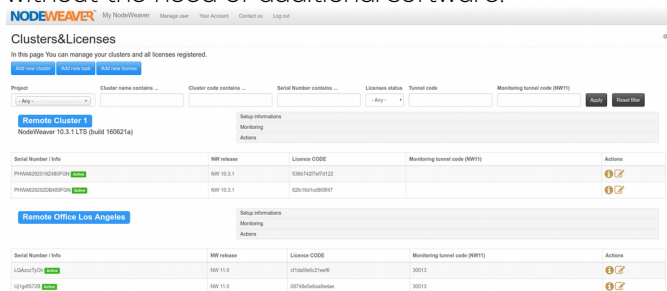 without the need of additional software.
NODEWEAVER My NodeWeaver Manage user Your Account Contact us Log out
Clusters&Licenses
In this page You can manage your clusters and all licenses registered.
Add new cluster Add new task Add new license
Project Cluster name contains ... Cluster code contains ... Serial Number contains ... Licenses status Tunnel code Monitoring tunnel code (NW11)
- Any - - Any - Apply Reset filter
Remote Cluster 1 Setup informations
NodeWeaver 10.3.1 LTS (build 160621a) Monitoring
Actions
Serial Number / Info NW release Licence CODE Monitoring tunnel code (NW11) Actions
Active NW 10.3.1
Active NW 10.3.1
Remote Office Los Angeles Setup informations
Monitoring
Actions
Serial Number / Info NW release Licence CODE Monitoring tunnel code (NW11) Actions
Active NW 11.0 30013
Active NW 11.0 30013